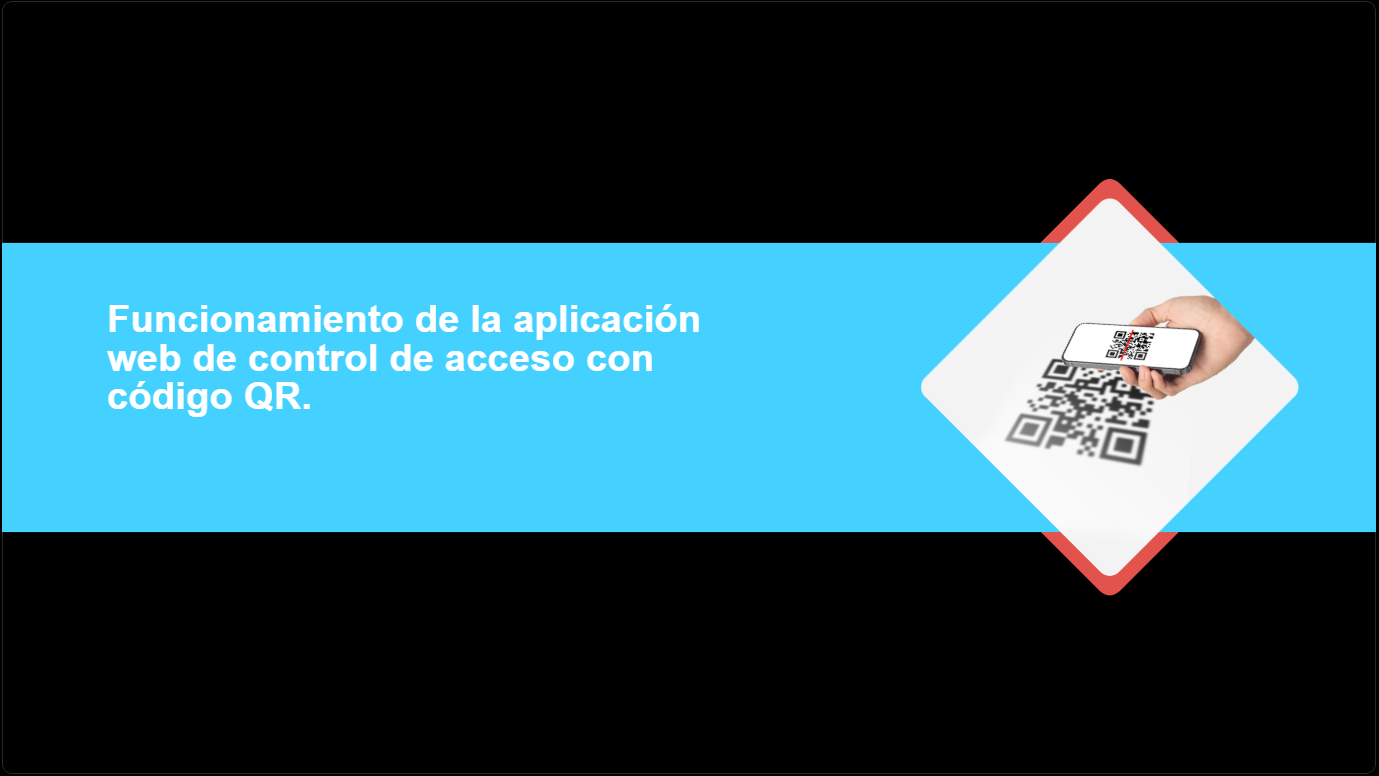 Funcionamiento de la aplicación
web de control de acceso con
código QR.